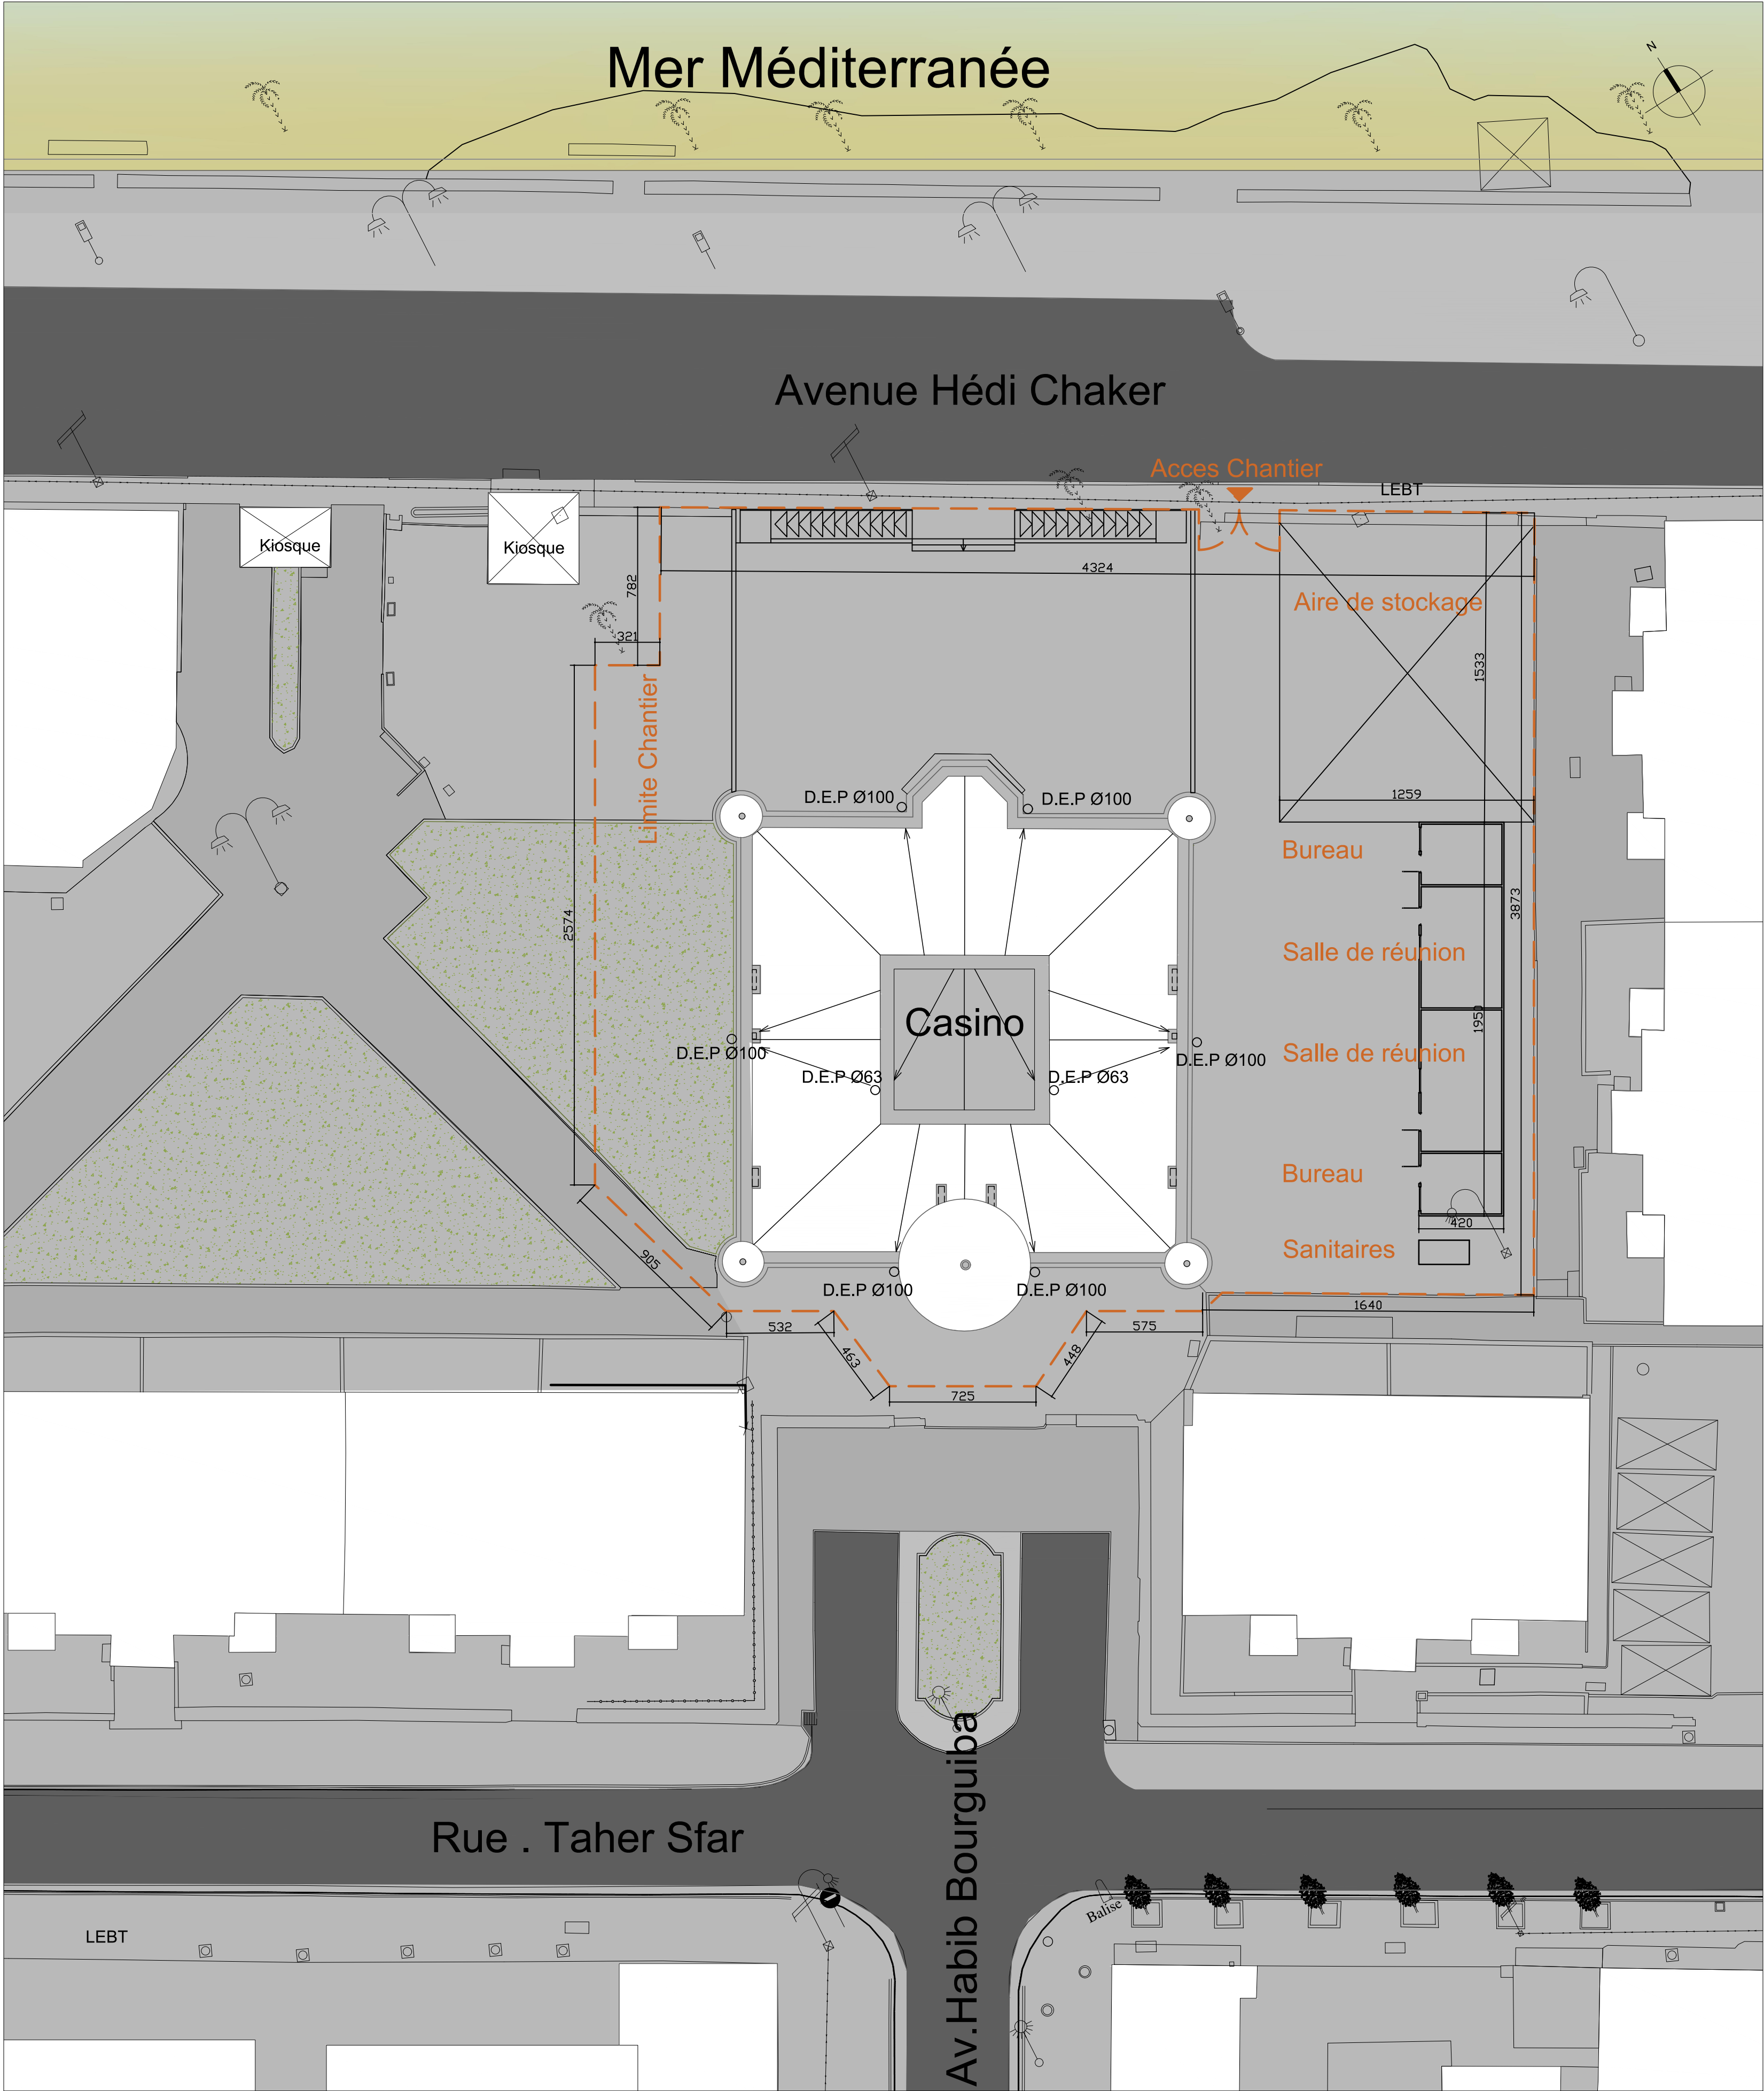 Mer Méditerranée
N
Avenue Hédi Chaker
Acces Chantier
LEBT
Kiosque
Kiosque
782
4324
321
Aire de stockage
1533
Limite Chantier
1259
D.E.P Ø100
D.E.P Ø100
Bureau
3873
2574
Salle de réunion
Casino
1950
D.E.P Ø100
D.E.P Ø100
Salle de réunion
D.E.P Ø63
D.E.P Ø63
Bureau
420
905
Sanitaires
D.E.P Ø100
D.E.P Ø100
1640
532
575
463
448
725
Av.Habib Bourguiba
Rue . Taher Sfar
Balise
LEBT